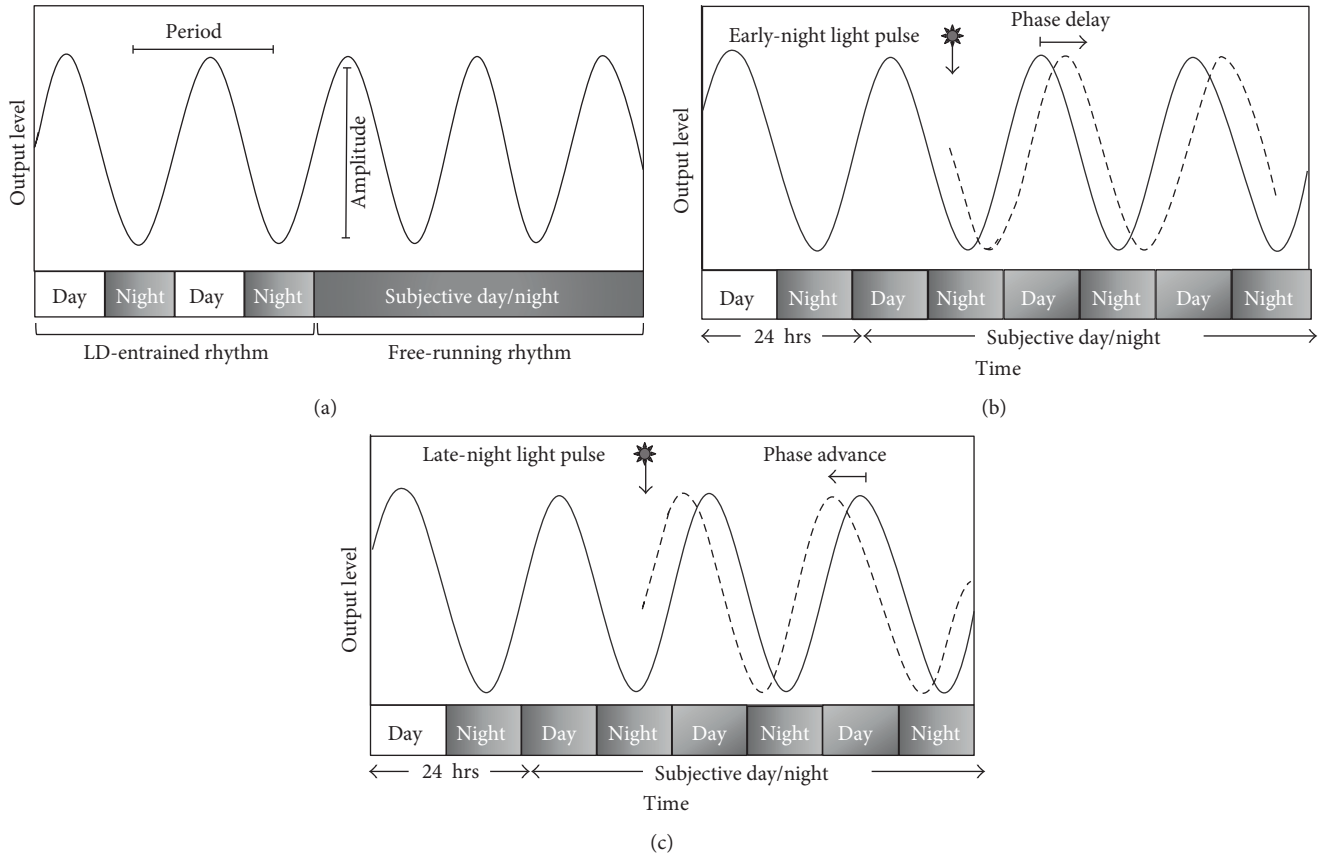 Period
Output level
Amplitude
Day Night Day Night Subjective day/night
LD-entrained rhythm Free-running rhythm
(a)
Phase delay
Early-night light pulse
Output level
Day Night Day Night Day Night Day Night
24 hrs Subjective day/night
Time
(b)
Late-night light pulse Phase advance
Output level
Day Night Day Night Day Night Day Night
24 hrs Subjective day/night
Time
(c)